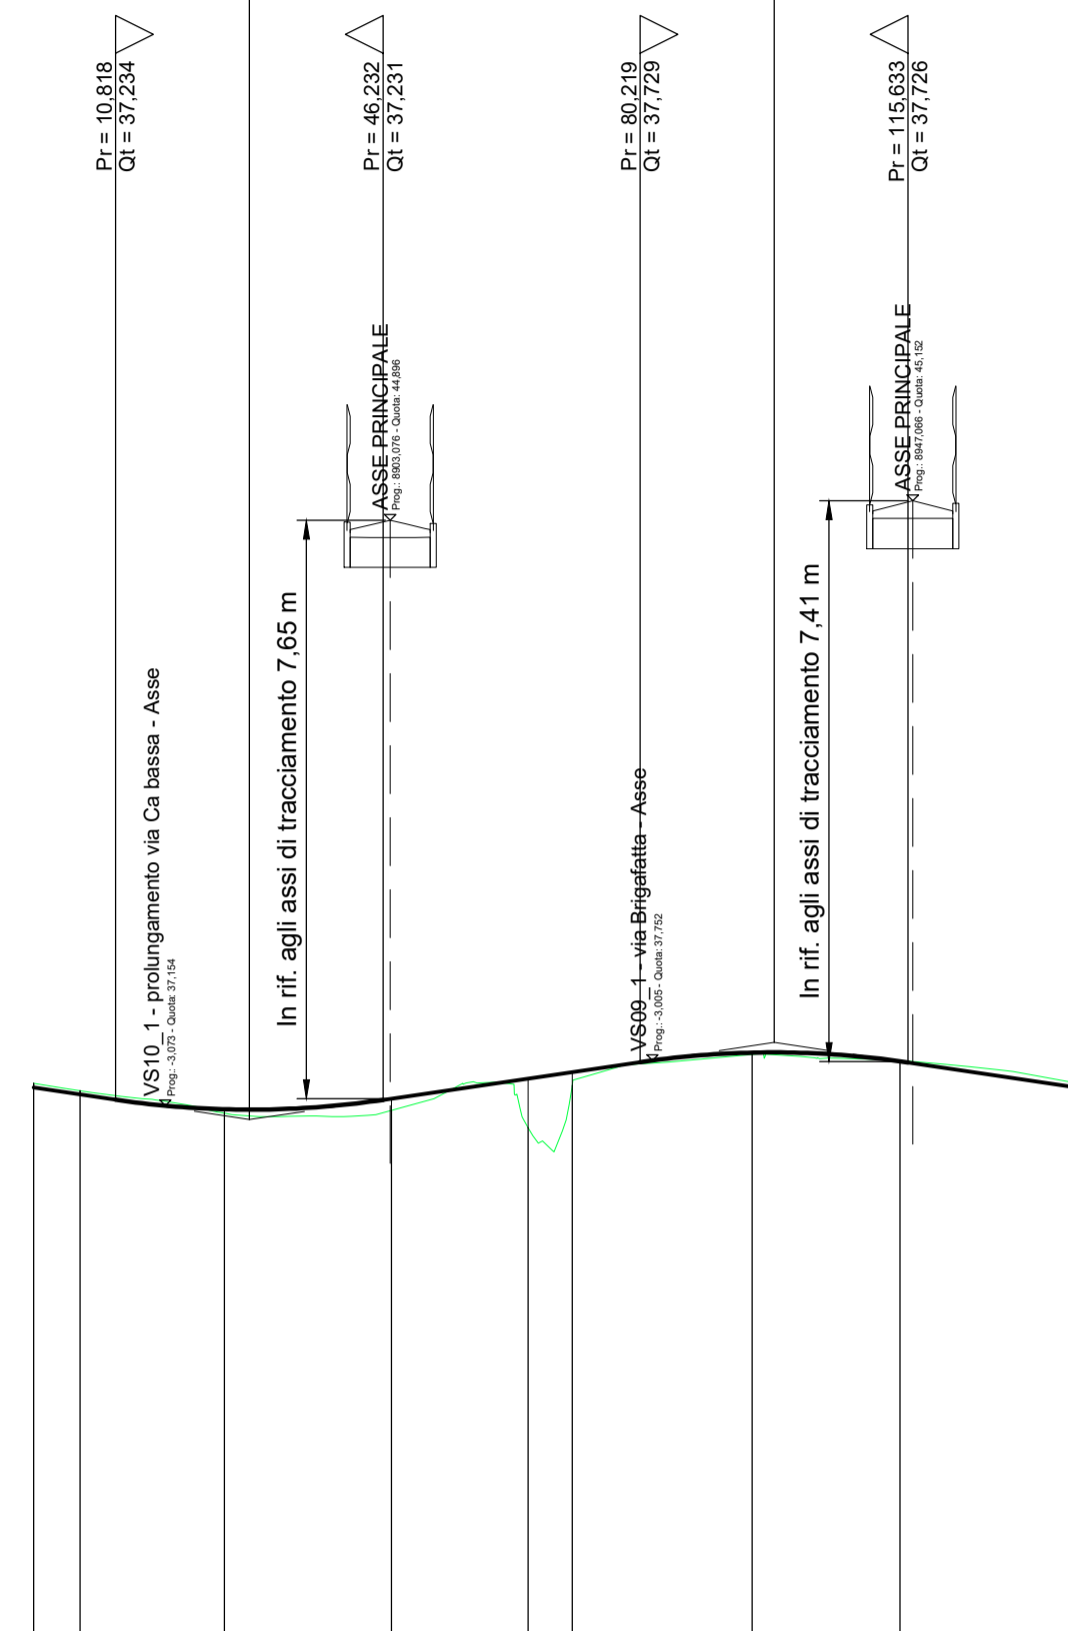 Pr = 10,818
Qt = 37,234
Pr = 46,232
Qt = 37,231
Pr = 80,219
Qt = 37,729
Pr = 115,633
Qt = 37,726
VS10_1 - prolungamento via Ca bassa - Asse
Prog.: -3,073 - Quota: 37,154
In rif. agli assi di tracciamento 7,65 m
ASSE PRINCIPALE
Prog.: 8903,076 - Quota: 44,896
VS09_1 - via Brigafatta - Asse
Prog.: -3,005 - Quota: 37,752
In rif. agli assi di tracciamento 7,41 m
ASSE PRINCIPALE
Prog.: 8947,066 - Quota: 45,152